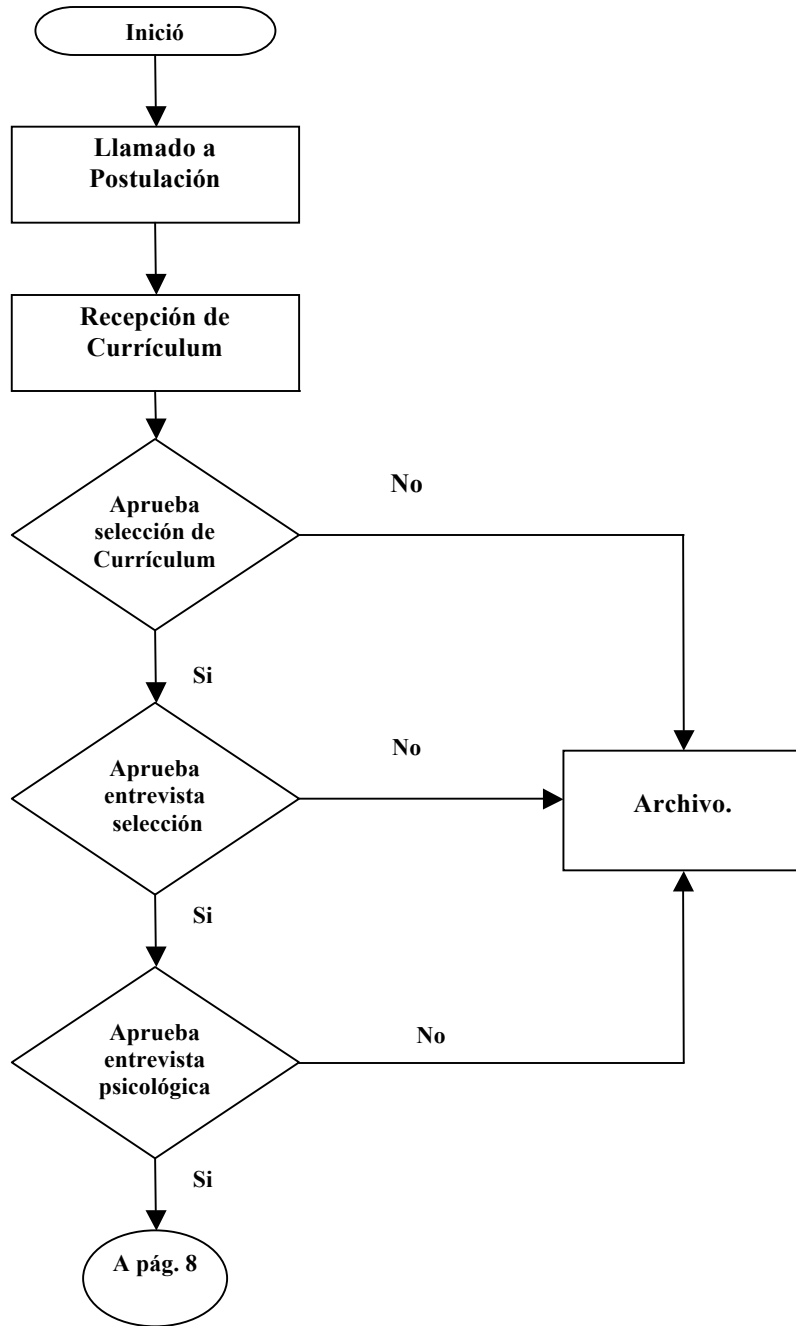 Inició
Llamado a
Postulación
Recepción de
Currículum
Aprueba
selección de
Currículum
No
Si
Aprueba
entrevista
selección
No
Archivo.
Si
Aprueba
entrevista
psicológica
No
Si
A pág. 8